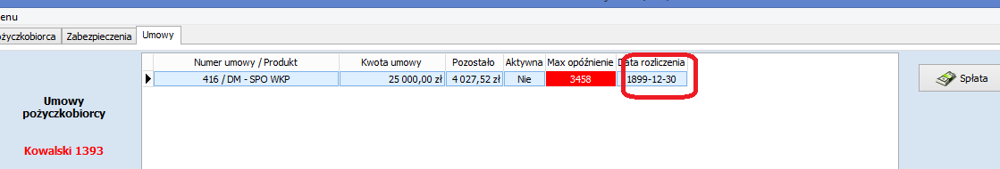 enu
ożyczkobiorca Zabezpieczenia Umowy
Numer umowy / Produkt Kwota umowy Pozostało Aktywna Max opóźnienie Data rozliczenia
416 / DM - SPO WKP 25 000,00 zł 4 027,52 zł Nie 3458 1899-12-30
Spłata
Umowy
pożyczkobiorcy
Kowalski 1393